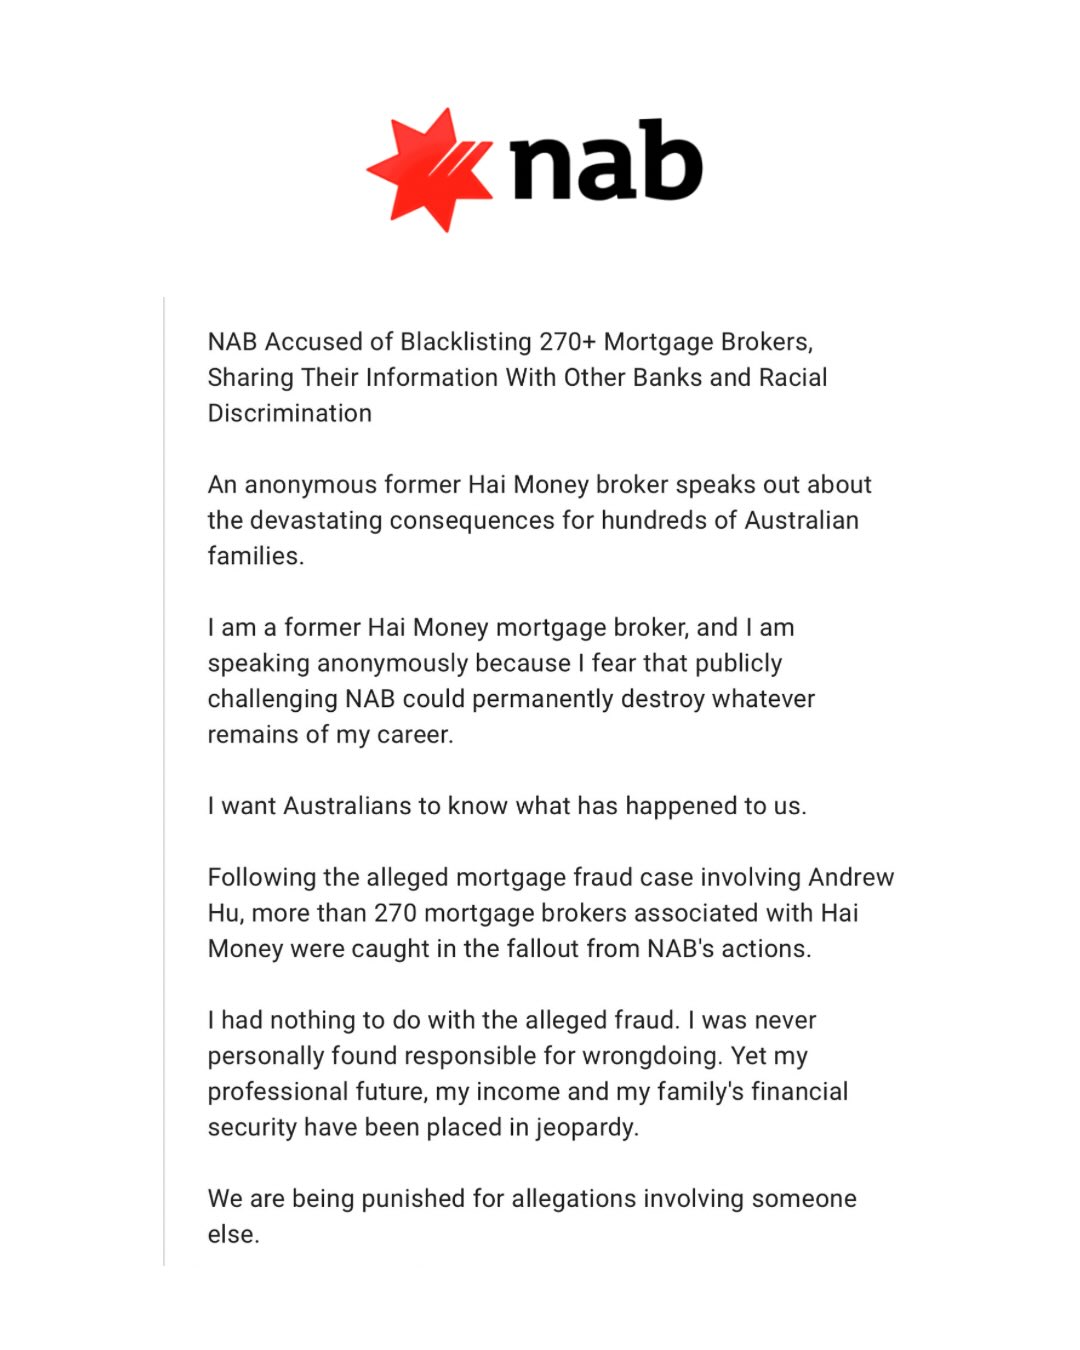 nab
NAB Accused of Blacklisting 270+ Mortgage Brokers,
Sharing Their Information With Other Banks and Racial
Discrimination
An anonymous former Hai Money broker speaks out about
the devastating consequences for hundreds of Australian
families.
I am a former Hai Money mortgage broker, and I am
speaking anonymously because I fear that publicly
challenging NAB could permanently destroy whatever
remains of my career.
I want Australians to know what has happened to us.
Following the alleged mortgage fraud case involving Andrew
Hu, more than 270 mortgage brokers associated with Hai
Money were caught in the fallout from NAB's actions.
I had nothing to do with the alleged fraud. I was never
personally found responsible for wrongdoing. Yet my
professional future, my income and my family's financial
security have been placed in jeopardy.
We are being punished for allegations involving someone
else.